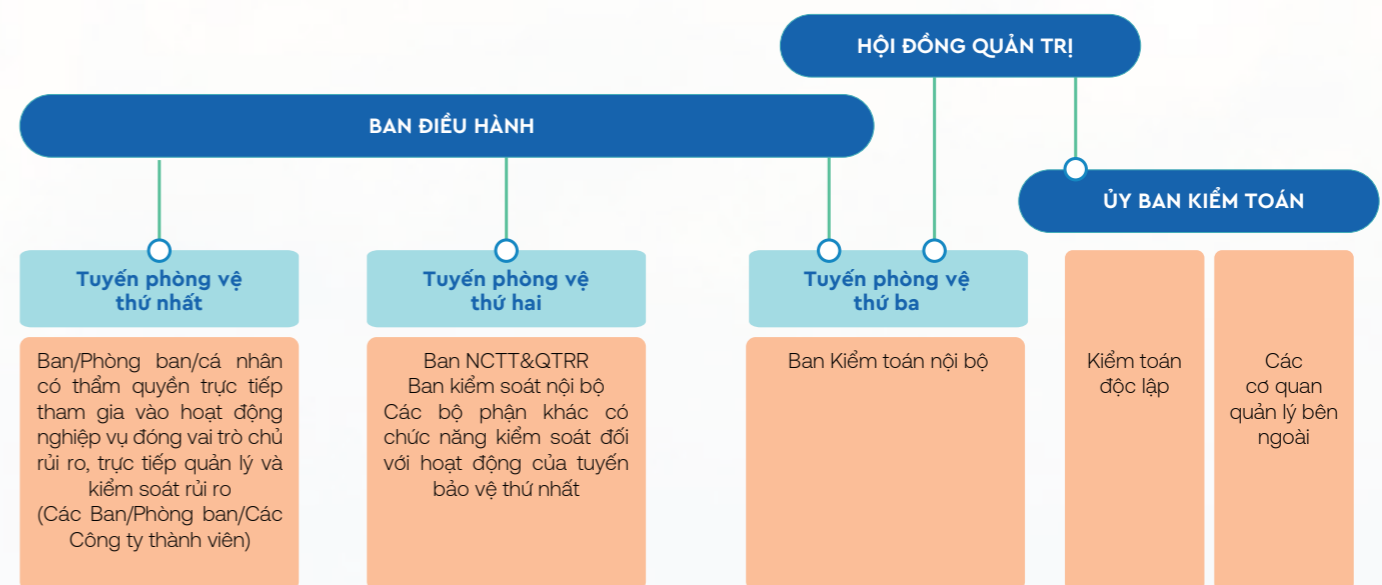 HỘI ĐỒNG QUẢN TRỊ
BAN ĐIỀU HÀNH
ỦY BAN KIỂM TOÁN
Tuyến phòng vệ
thứ nhất
Ban/Phòng ban/cá nhân
có thẩm quyền trực tiếp
tham gia vào hoạt động
nghiệp vụ đóng vai trò chủ
rủi ro, trực tiếp quản lý và
kiểm soát rủi ro
(Các Ban/Phòng ban/Các
Công ty thành viên)
Tuyến phòng vệ
thứ hai
Ban NCTT&QTRR
Ban kiểm soát nội bộ
Các bộ phận khác có
chức năng kiểm soát đối
với hoạt động của tuyến
bảo vệ thứ nhất
Tuyến phòng vệ
thứ ba
Ban Kiểm toán nội bộ
Kiểm toán
độc lập
Các
cơ quan
quản lý bên
ngoài